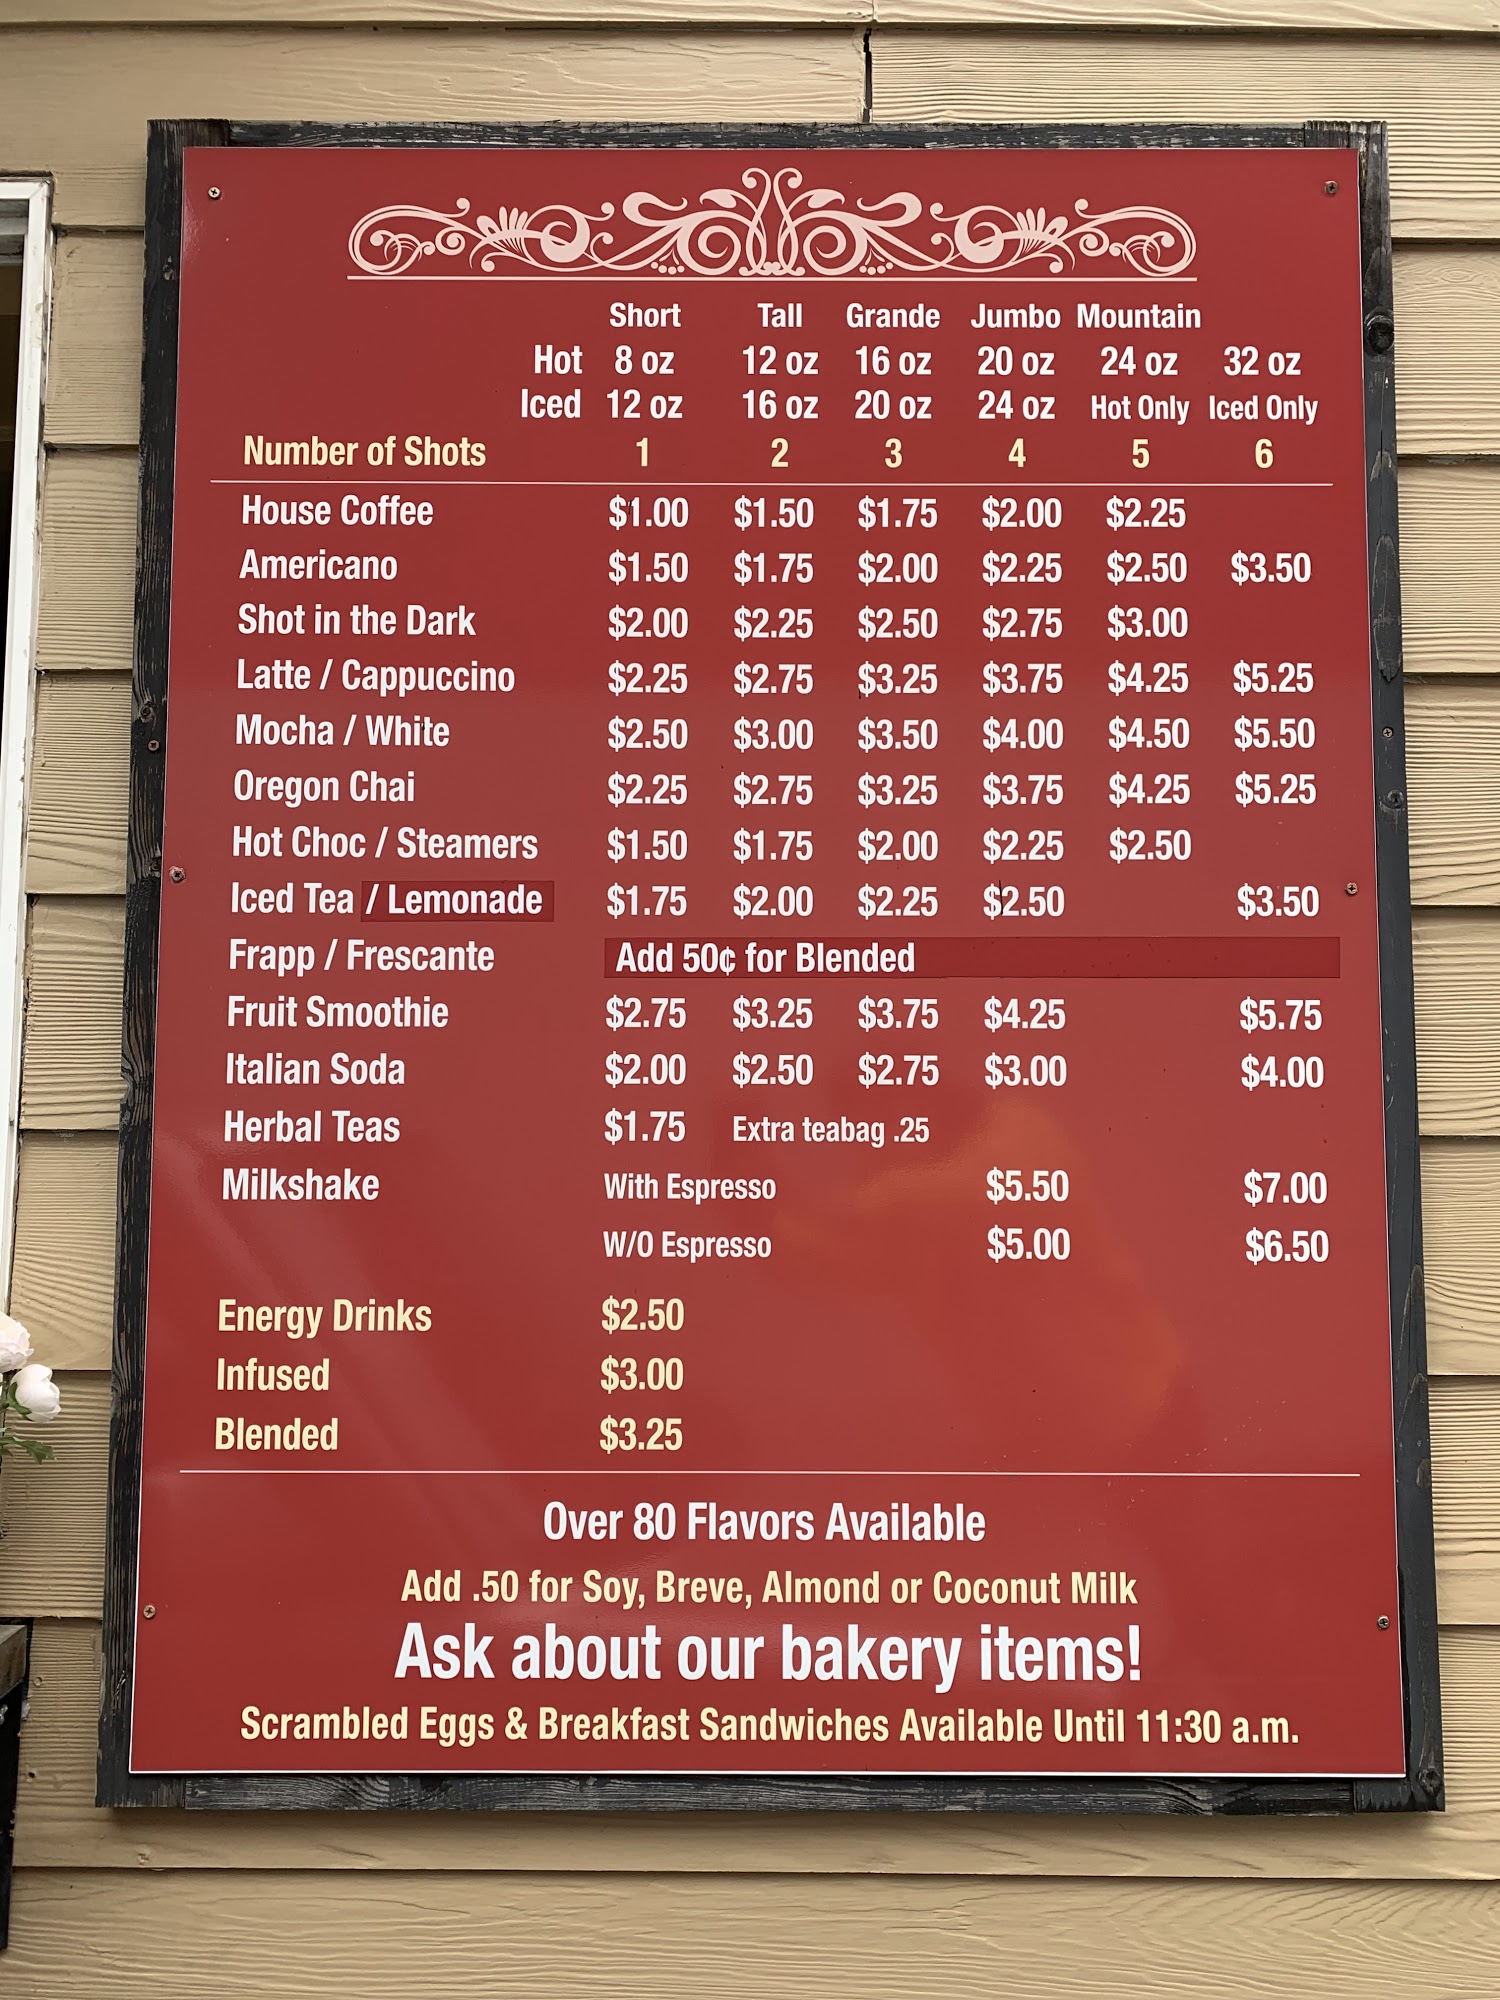 Short Tall Grande Jumbo Mountain
Hot 8 oz 12 oz 16 oz 20 oz 24 oz 32 oz
Iced 12 oz 16 oz 20 oz 24 oz Hot Only Iced Only
Number of Shots 1 2 3 4 5 6
House Coffee $1.00 $1.50 $1.75 $2.00 $2.25
Americano $1.50 $1.75 $2.00 $2.25 $2.50 $3.50
Shot in the Dark $2.00 $2.25 $2.50 $2.75 $3.00
Latte / Cappuccino $2.25 $2.75 $3.25 $3.75 $4.25 $5.25
Mocha / White $2.50 $3.00 $3.50 $4.00 $4.50 $5.50
Oregon Chai $2.25 $2.75 $3.25 $3.75 $4.25 $5.25
Hot Choc / Steamers $1.50 $1.75 $2.00 $2.25 $2.50
Iced Tea / Lemonade $1.75 $2.00 $2.25 $2.50 $3.50
Frapp / Frescante Add 50¢ for Blended
Fruit Smoothie $2.75 $3.25 $3.75 $4.25 $5.75
Italian Soda $2.00 $2.50 $2.75 $3.00 $4.00
Herbal Teas $1.75 Extra teabag .25
Milkshake With Espresso $5.50 $7.00
W/O Espresso $5.00 $6.50
Energy Drinks $2.50
Infused $3.00
Blended $3.25
Over 80 Flavors Available
Add .50 for Soy, Breve, Almond or Coconut Milk
Ask about our bakery items!
Scrambled Eggs & Breakfast Sandwiches Available Until 11:30 a.m.